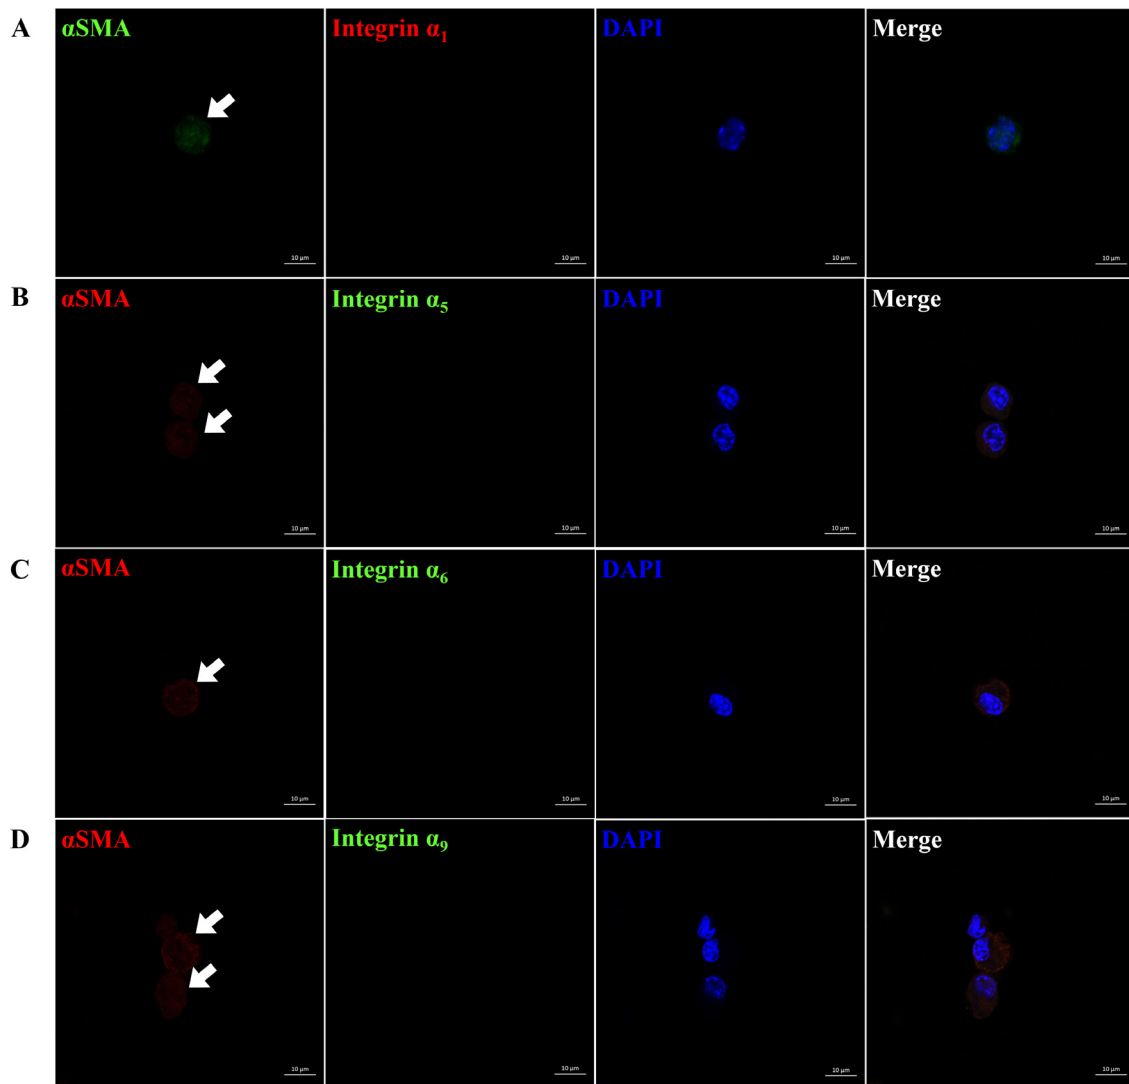 A αSMA Integrin α₁ DAPI Merge
10 μm 10 μm 10 μm 10 μm
B αSMA Integrin α₅ DAPI Merge
10 μm 10 μm 10 μm 10 μm
C αSMA Integrin α₆ DAPI Merge
10 μm 10 μm 10 μm 10 μm
D αSMA Integrin α₉ DAPI Merge
10 μm 10 μm 10 μm 10 μm